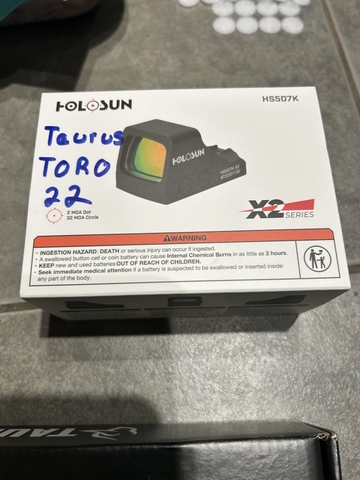 HOLOSUN
HS507K
Taurus
TORO
22
HOLOSUN
2 MOA Dot
32 MOA Circle
X2 SERIES
WARNING
• INGESTION HAZARD: DEATH or serious injury can occur if ingested.
• A swallowed button cell or coin battery can cause Internal Chemical Burns in as little as 2 hours.
• KEEP new and used batteries OUT OF REACH OF CHILDREN.
• Seek immediate medical attention if a battery is suspected to be swallowed or inserted inside
any part of the body.
TAUR